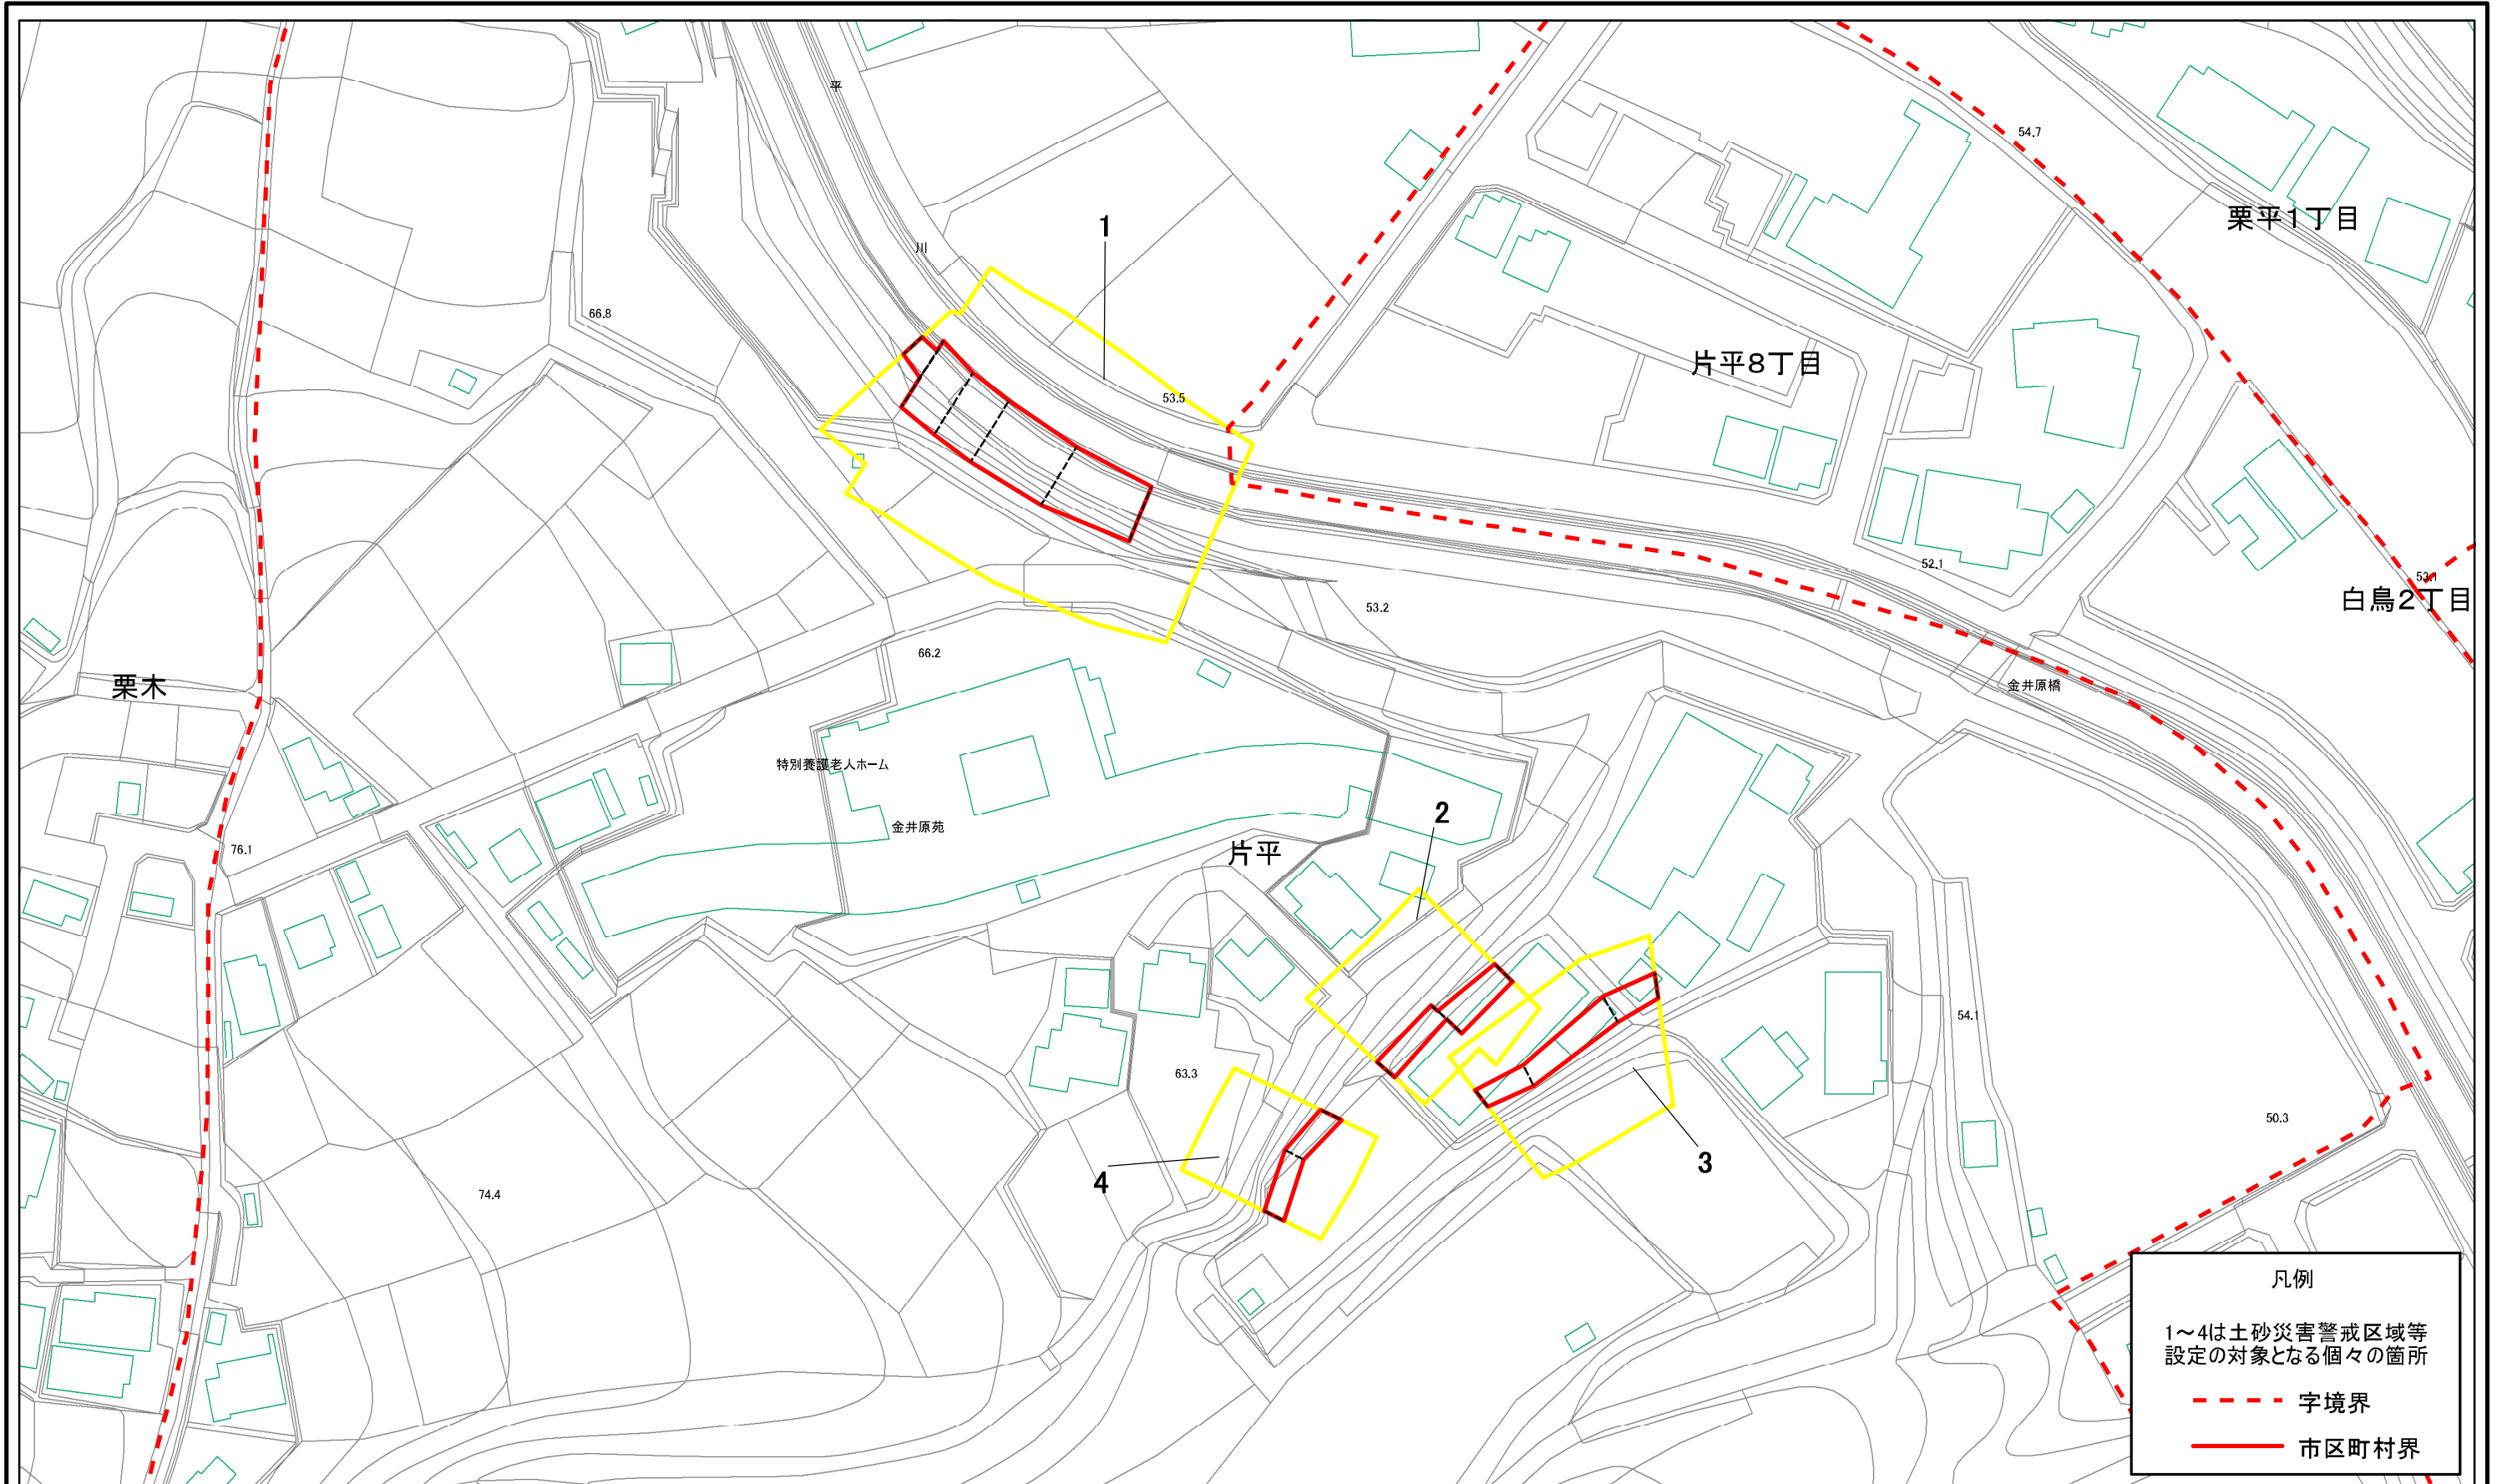 平
54.7
栗平1丁目
1
川
66.8
片平8丁目
53.5
52.1
53.1
白鳥2丁目
53.2
66.2
栗木
金井原橋
特別養護老人ホーム
2
金井原苑
76.1
片平
54.1
63.3
50.3
3
4
74.4
凡例
1~4は土砂災害警戒区域等
設定の対象となる個々の箇所
字境界
市区町村界